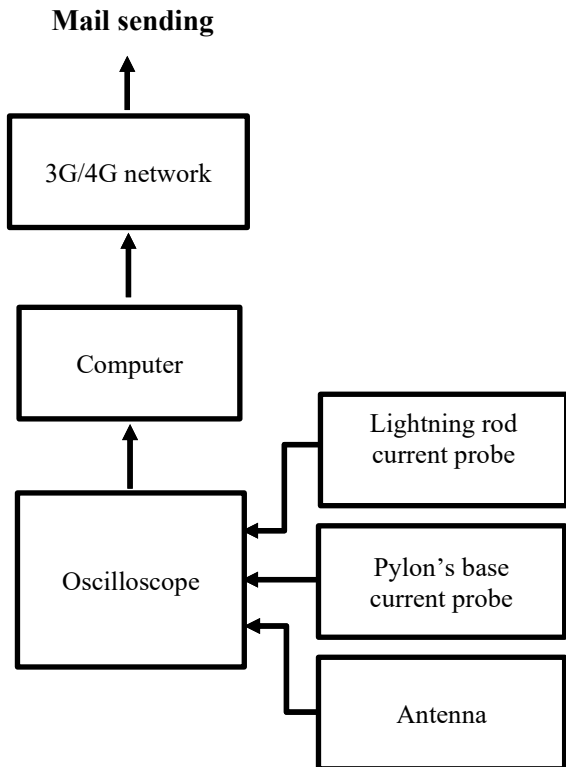 Mail sending
3G/4G network
Computer
Lightning rod
current probe
Oscilloscope
Pylon’s base
current probe
Antenna